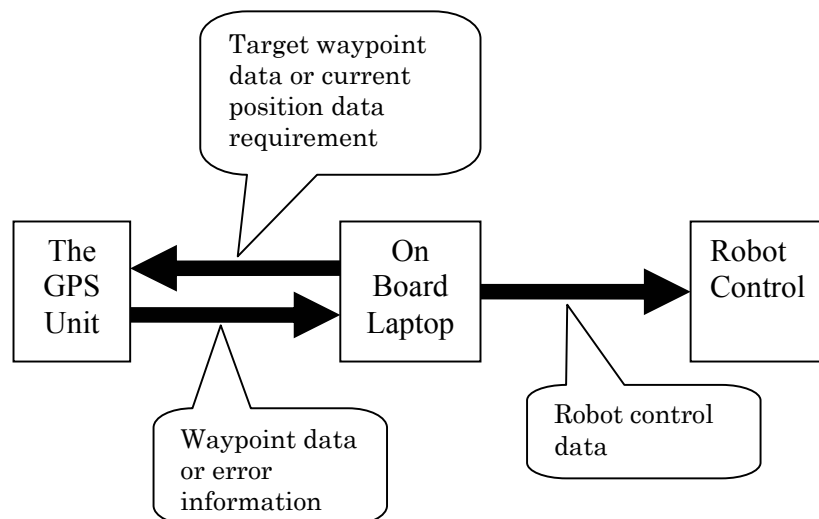 Target waypoint
data or current
position data
requirement
The
GPS
Unit
On
Board
Laptop
Robot
Control
Waypoint data
or error
information
Robot control
data